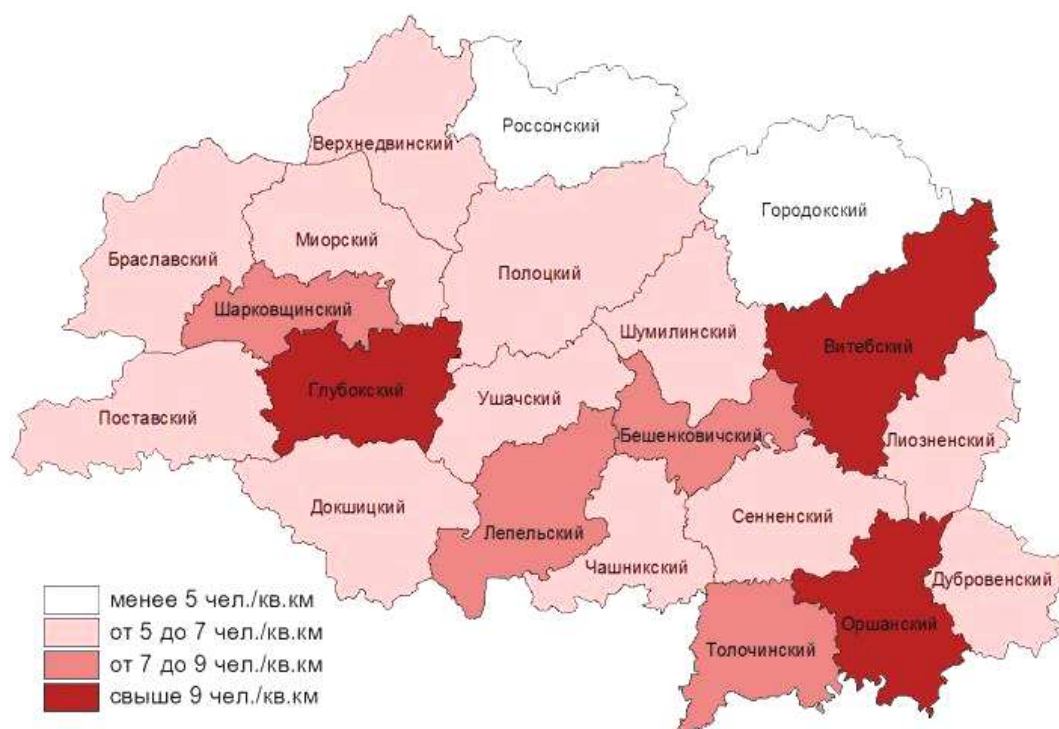 Россонский
Верхнедвинский
Городокский
Миорский
Браславский
Полоцкий
Шарковщинский
Шумилинский
Витебский
Глубокский
Ушачский
Поставский
Бешенковичский
Лиозненский
Докшицкий
Сенненский
Лепельский
Чашникский
Дубровенский
Оршанский
Толочинский
менее 5 чел./кв.км
от 5 до 7 чел./кв.км
от 7 до 9 чел./кв.км
свыше 9 чел./кв.км